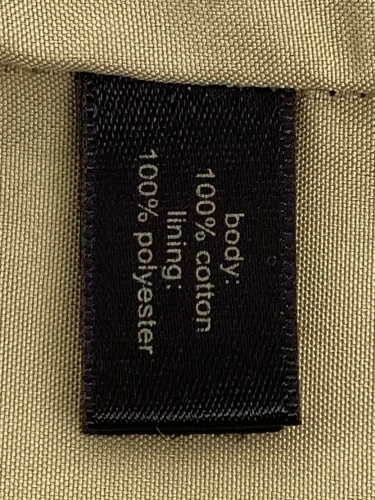 body:
100% cotton
lining:
100% polyester